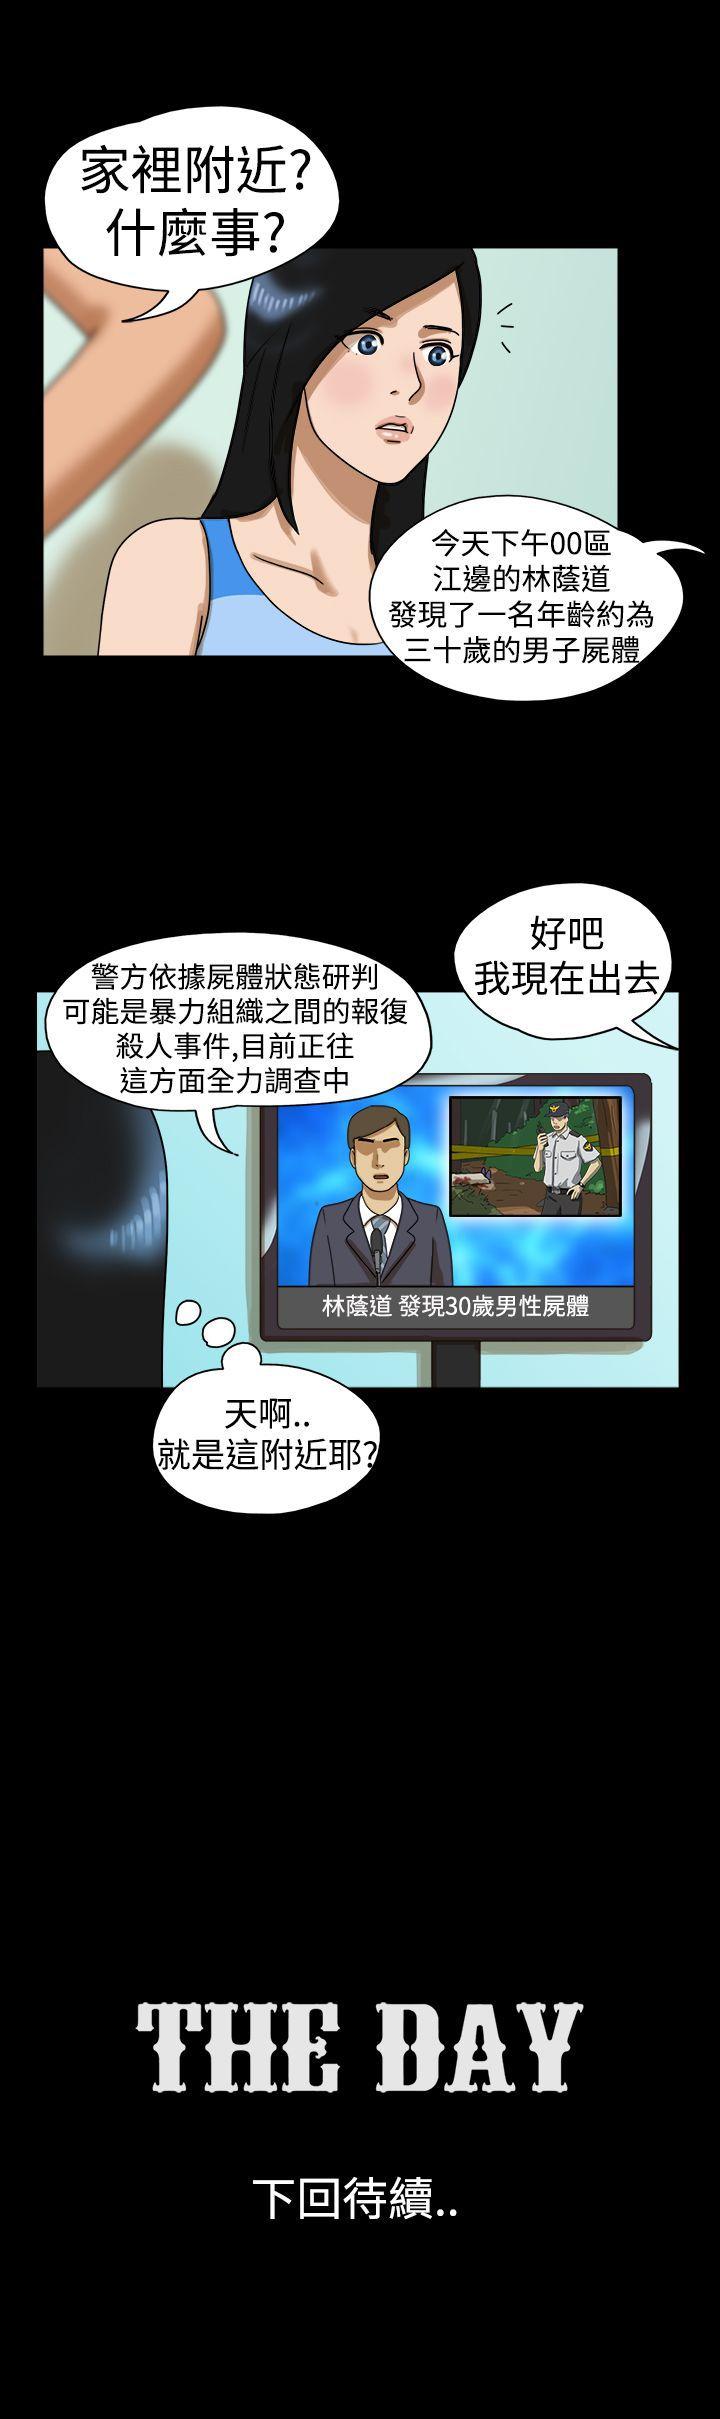 家裡附近?
什麼事?
今天下午00區
江邊的林蔭道
發現了一名年齡約為
三十歲的男子屍體
好吧
我現在出去
警方依據屍體狀態研判
可能是暴力組織之間的報復
殺人事件,目前正往
這方面全力調查中
林蔭道 發現30歲男性屍體
天啊..
就是這附近耶?
THE DAY
下回待續..